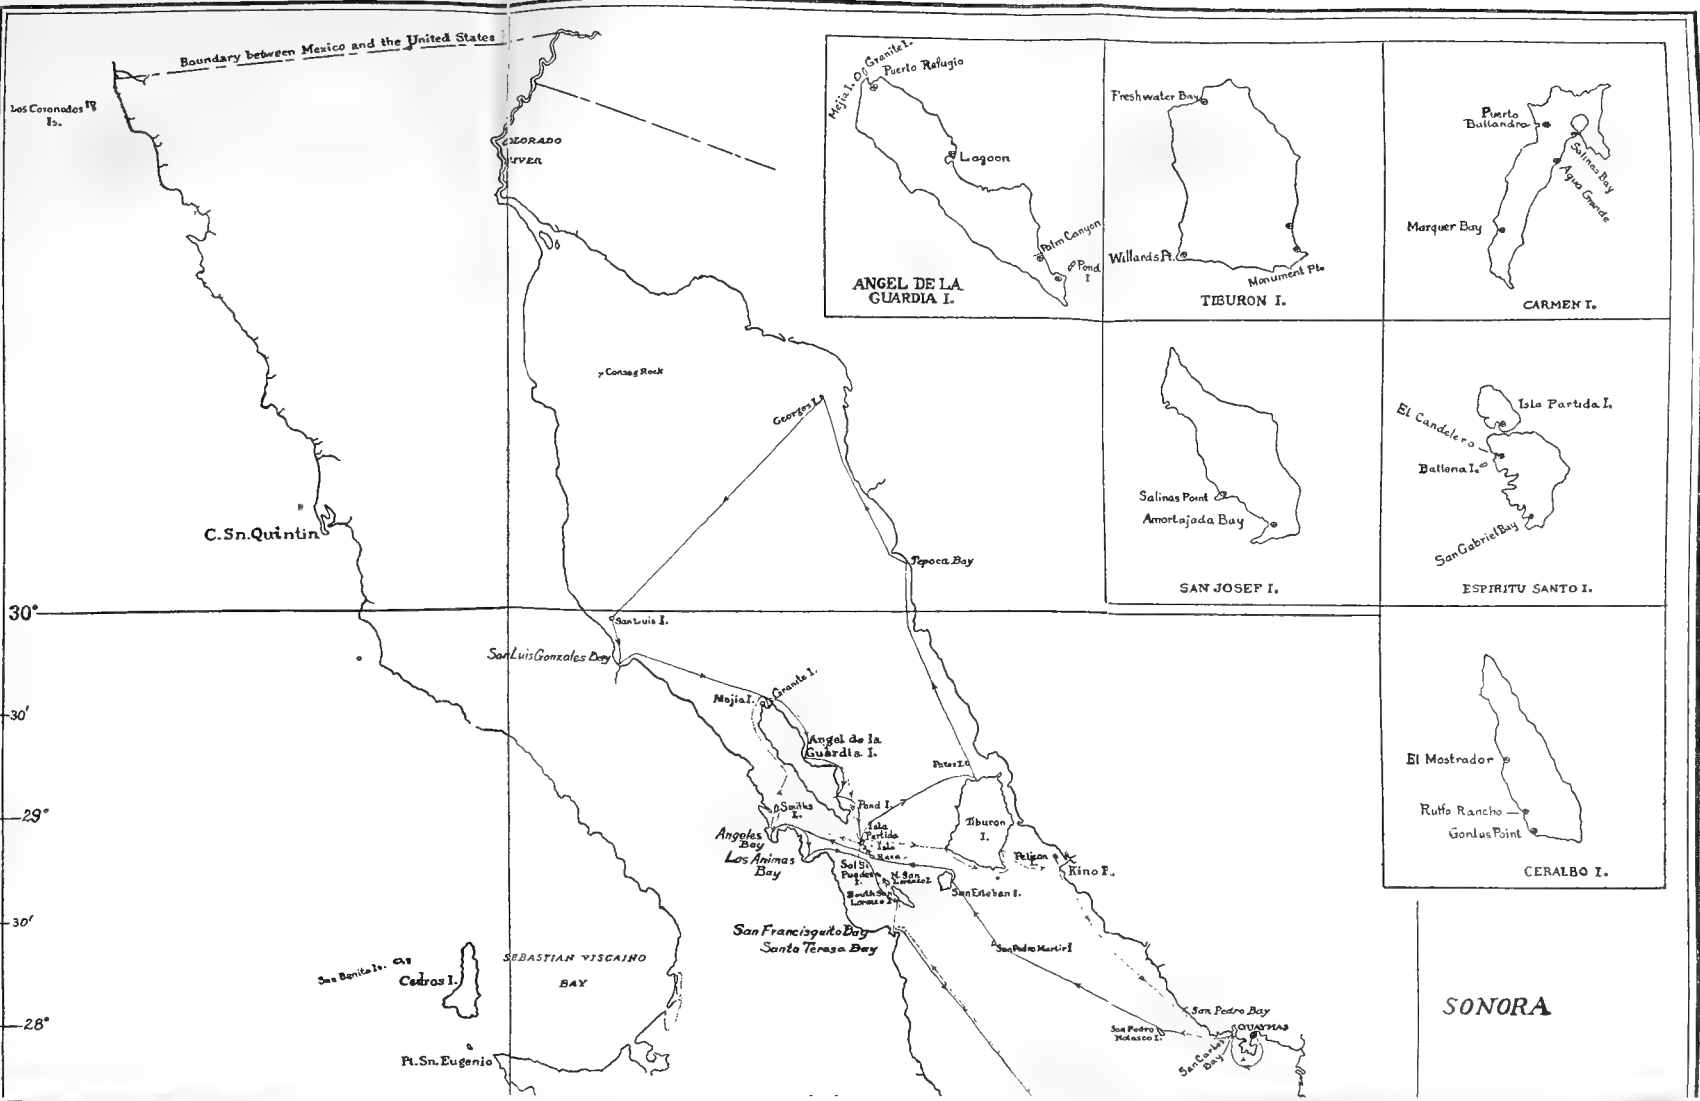 Boundary between Mexico and the United States
Los Coronados
Is.
OLORADO
IVER
Consag Rock
Georges I.
C. Sn. Quintin
Tepoca Bay
30°
San Luis I.
San Luis Gonzales Bay
Mejia I.
Granite I.
30'
Angel de la
Guardia I.
Patos I.
29°
Smiths
I.
Pond I.
Isla
Partida
Isla
Rasa
Tiburon
I.
Angeles
Bay
Los Animas
Bay
Sal Si
Puedes
I.
N. San
Lorenzo I.
South San
Lorenzo I.
San Esteban I.
Pelican
Kino P.
30'
San Francisquito Bay
Santa Teresa Bay
San Pedro Martir I
San Benito Is.
Cedros I.
SEBASTIAN VISCAINO
BAY
San Pedro Bay
San Pedro
Nolasco I.
GUAYMAS
San Carlos
Bay
28°
Pt. Sn. Eugenio
SONORA
Mejia I.
Granite I.
Puerto Refugio
Lagoon
Palm Canyon
Pond
I
ANGEL DE LA
GUARDIA I.
Freshwater Bay
Willards Pt.
Monument Pt.
TIBURON I.
Puerto
Ballandra
Salinas Bay
Agua Grande
Marquer Bay
CARMEN I.
Salinas Point
Amortajada Bay
SAN JOSEF I.
Isla Partida I.
El Candelero
Ballena I.
San Gabriel Bay
ESPIRITU SANTO I.
El Mostrador
Ruffo Rancho
Gordus Point
CERALBO I.